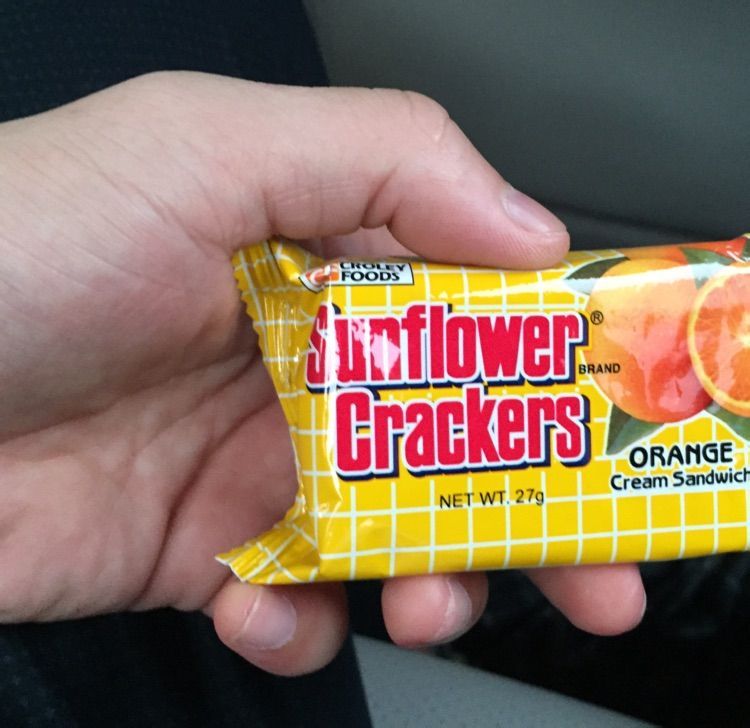 CROLEY
FOODS
Sunflower®
BRAND
Crackers
ORANGE
Cream Sandwich
NET WT. 27g